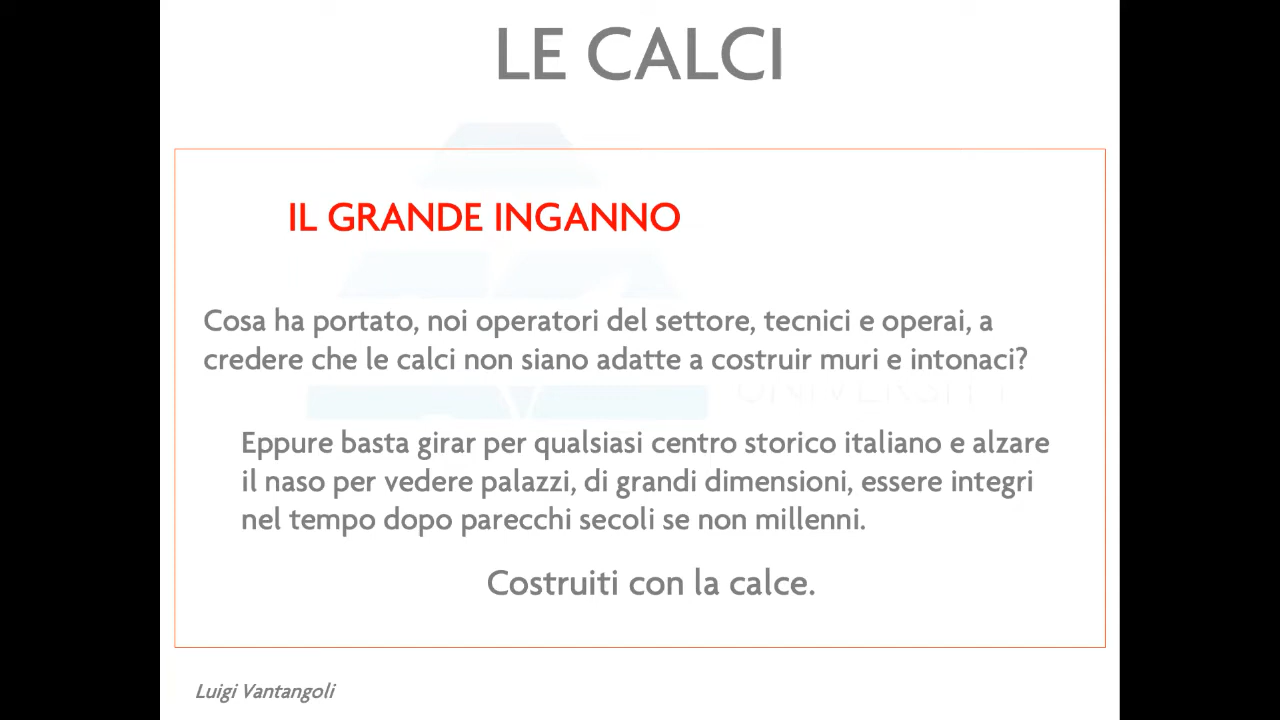 LE CALCI
IL GRANDE INGANNO
Cosa ha portato, noi operatori del settore, tecnici e operai, a
credere che le calci non siano adatte a costruir muri e intonaci?
UNIVERSITY
Eppure basta girar per qualsiasi centro storico italiano e alzare
il naso per vedere palazzi, di grandi dimensioni, essere integri
nel tempo dopo parecchi secoli se non millenni.
Costruiti con la calce.
Luigi Vantangoli